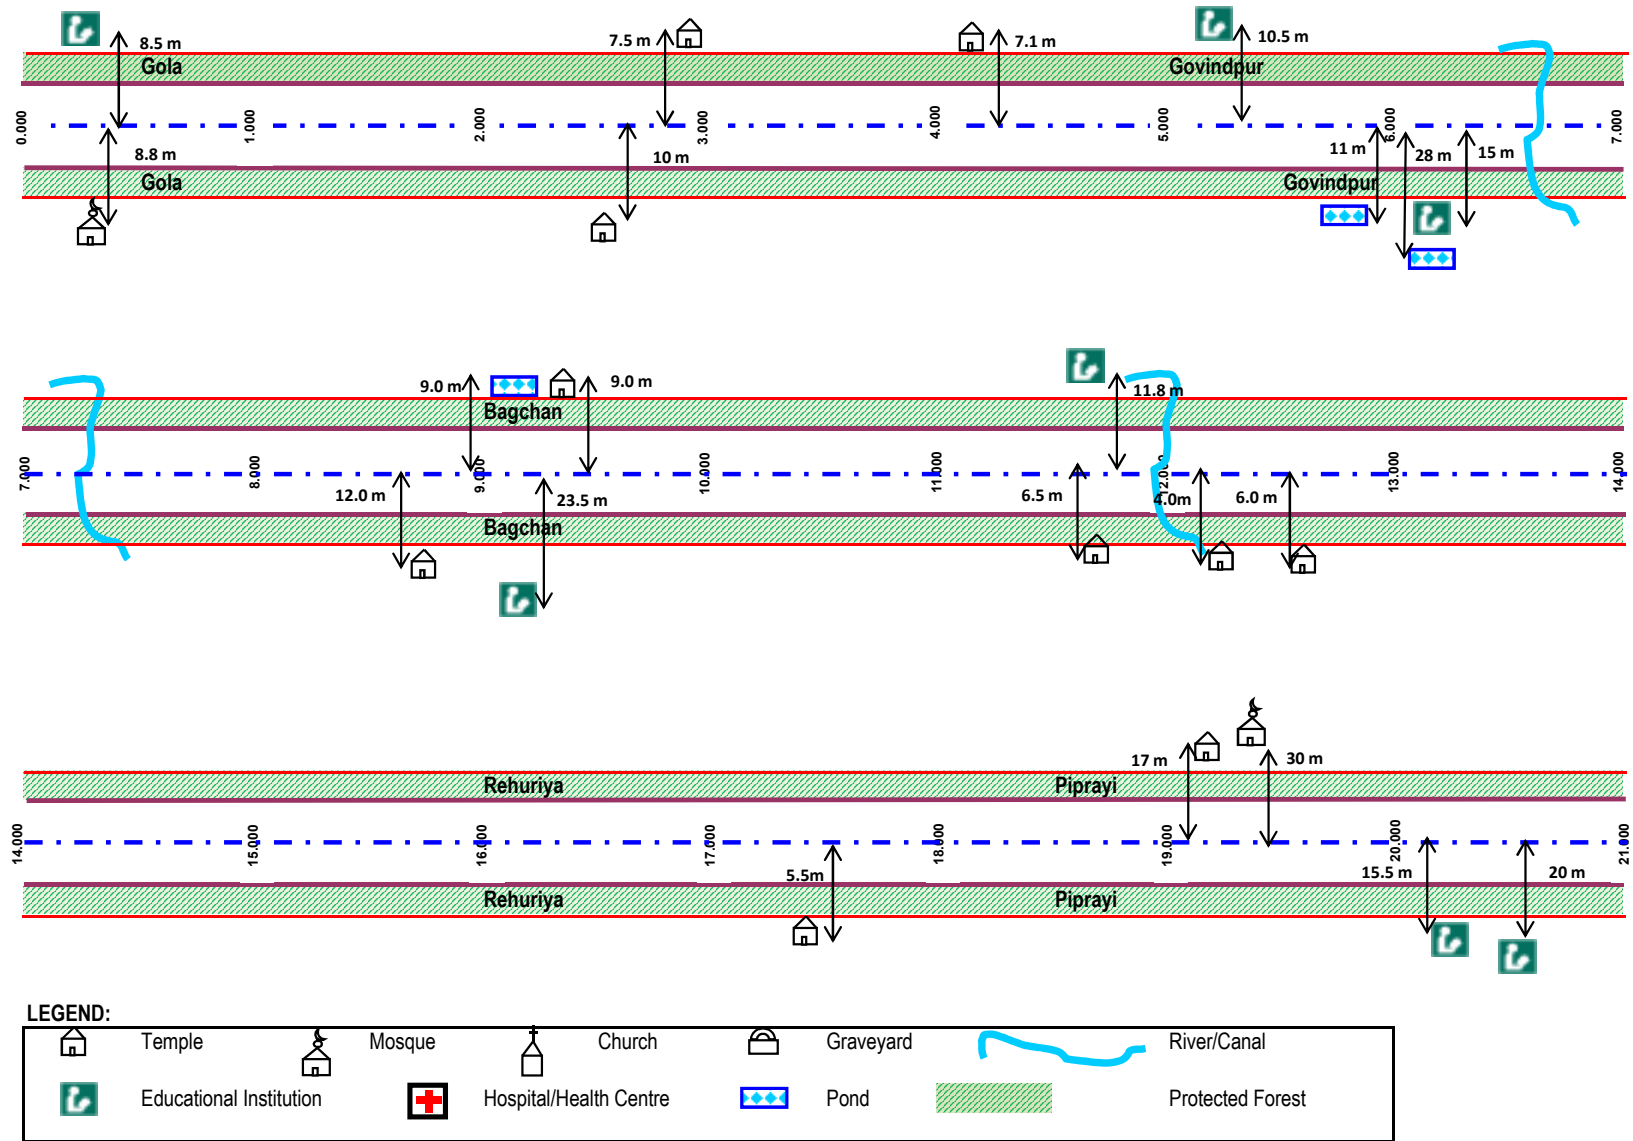 8.5 m
7.5 m
7.1 m
10.5 m
Gola
Govindpur
0.000
1.000
2.000
3.000
4.000
5.000
6.000
7.000
8.8 m
10 m
11 m
28 m
15 m
Gola
Govindpur
9.0 m
9.0 m
11.8 m
Bagchan
7.000
8.000
9.000
10.000
11.000
12.000
13.000
14.000
12.0 m
23.5 m
6.5 m
4.0m
6.0 m
Bagchan
17 m
30 m
Rehuriya
Piprayi
14.000
15.000
16.000
17.000
18.000
19.000
20.000
21.000
5.5m
15.5 m
20 m
Rehuriya
Piprayi
LEGEND:
Temple Mosque Church Graveyard River/Canal
Educational Institution Hospital/Health Centre Pond Protected Forest